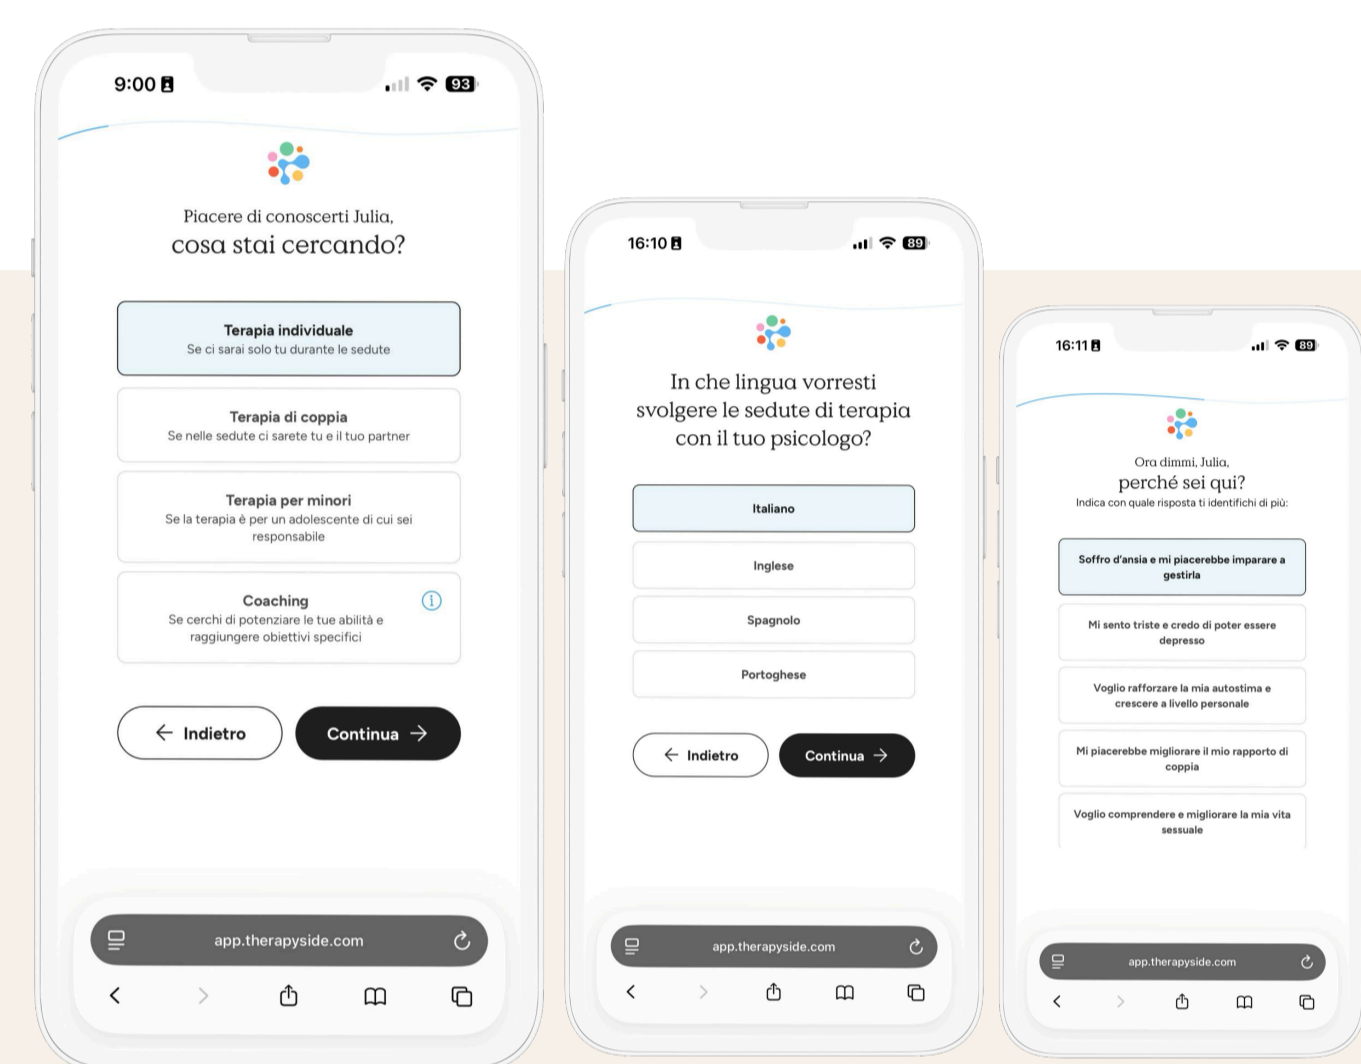 9:00
93
Piacere di conoscerti Julia,
cosa stai cercando?
Terapia individuale
Se ci sarai solo tu durante le sedute
Terapia di coppia
Se nelle sedute ci sarete tu e il tuo partner
Terapia per minori
Se la terapia è per un adolescente di cui sei
responsabile
Coaching
i
Se cerchi di potenziare le tue abilità e
raggiungere obiettivi specifici
← Indietro
Continua →
app.therapyside.com
16:10
89
In che lingua vorresti
svolgere le sedute di terapia
con il tuo psicologo?
Italiano
Inglese
Spagnolo
Portoghese
← Indietro
Continua →
app.therapyside.com
16:11
89
Ora dimmi, Julia,
perché sei qui?
Indica con quale risposta ti identifichi di più:
Soffro d'ansia e mi piacerebbe imparare a
gestirla
Mi sento triste e credo di poter essere
depresso
Voglio rafforzare la mia autostima e
crescere a livello personale
Mi piacerebbe migliorare il mio rapporto di
coppia
Voglio comprendere e migliorare la mia vita
sessuale
app.therapyside.com